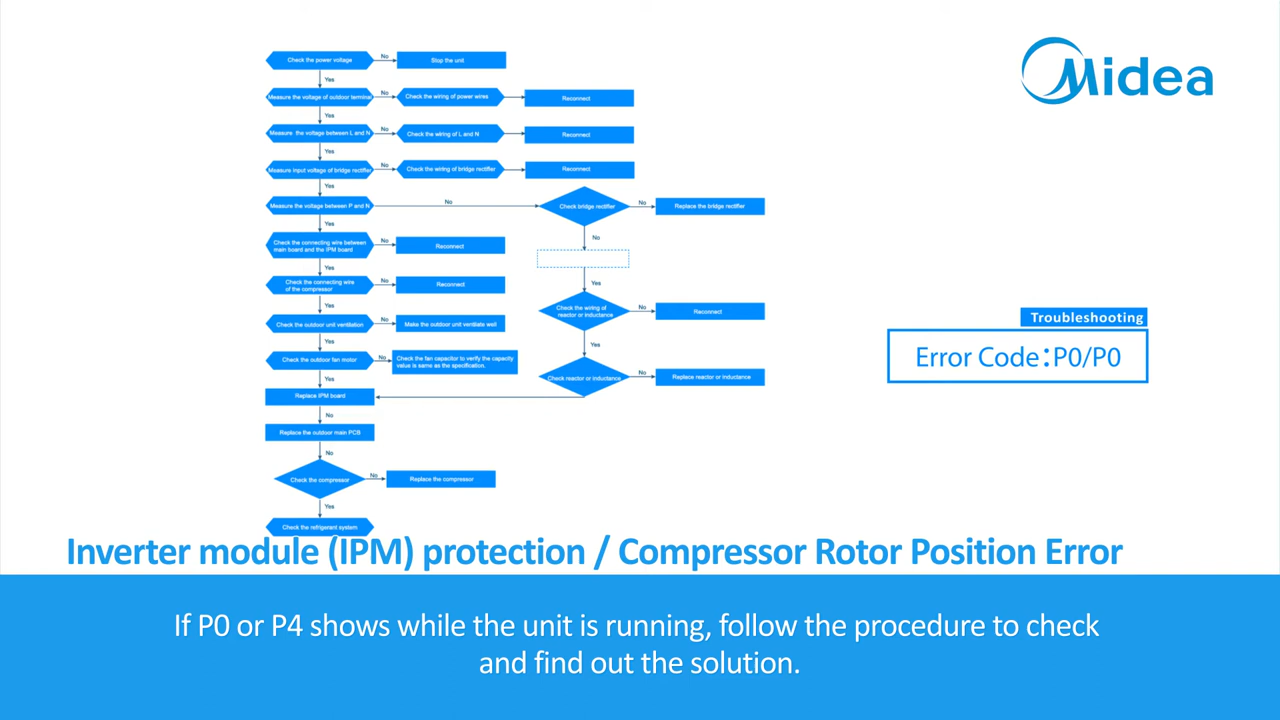 Midea
Check the power voltage
No
Stop the unit
Yes
Measure the voltage of outdoor terminal
No
Check the wiring of power wires
Reconnect
Yes
Measure the voltage between L and N
No
Check the wiring of L and N
Reconnect
Yes
Measure input voltage of bridge rectifier
No
Check the wiring of bridge rectifier
Reconnect
Yes
Measure the voltage between P and N
No
Check bridge rectifier
No
Replace the bridge rectifier
Yes
No
Check the connecting wire between
main board and the IPM board
No
Reconnect
Yes
Yes
Check the connecting wire
of the compressor
No
Reconnect
Yes
Check the wiring of
reactor or inductance
No
Reconnect
Check the outdoor unit ventilation
No
Make the outdoor unit ventilate well
Yes
Yes
Check the outdoor fan motor
No
Check the fan capacitor to verify the capacity
value is same as the specification.
Yes
Check reactor or inductance
No
Replace reactor or inductance
Replace IPM board
No
Replace the outdoor main PCB
No
Check the compressor
No
Replace the compressor
Yes
Check the refrigerant system
Troubleshooting
Error Code:P0/P0
Inverter module (IPM) protection / Compressor Rotor Position Error
If P0 or P4 shows while the unit is running, follow the procedure to check
and find out the solution.